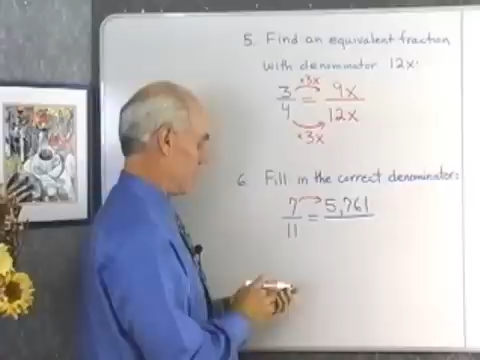 5. Find an equivalent fraction
with denominator 12x:
•3x
3/4 = 9x/12x
•3x
6. Fill in the correct denominator:
7/11 = 5,761/